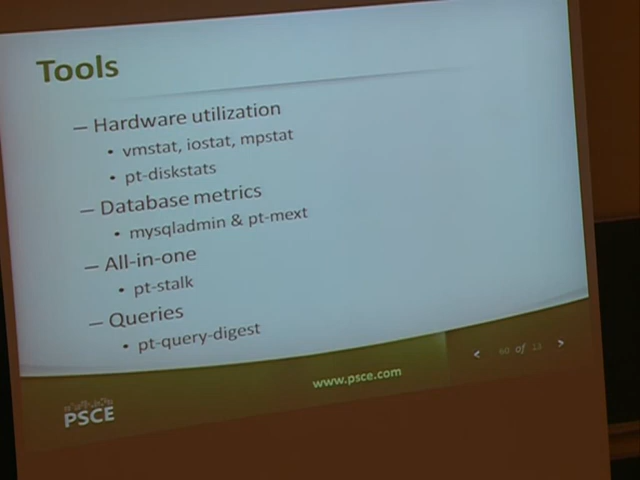 Tools
– Hardware utilization
• vmstat, iostat, mpstat
• pt-diskstats
– Database metrics
• mysqladmin & pt-mext
– All-in-one
• pt-stalk
– Queries
• pt-query-digest
www.psce.com
< of >
PSCE